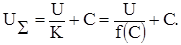 U_Σ = U/K + C = U/f(C) + C.